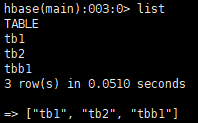 hbase(main):003:0> list
TABLE
tb1
tb2
tbb1
3 row(s) in 0.0510 seconds
=> ["tb1", "tb2", "tbb1"]